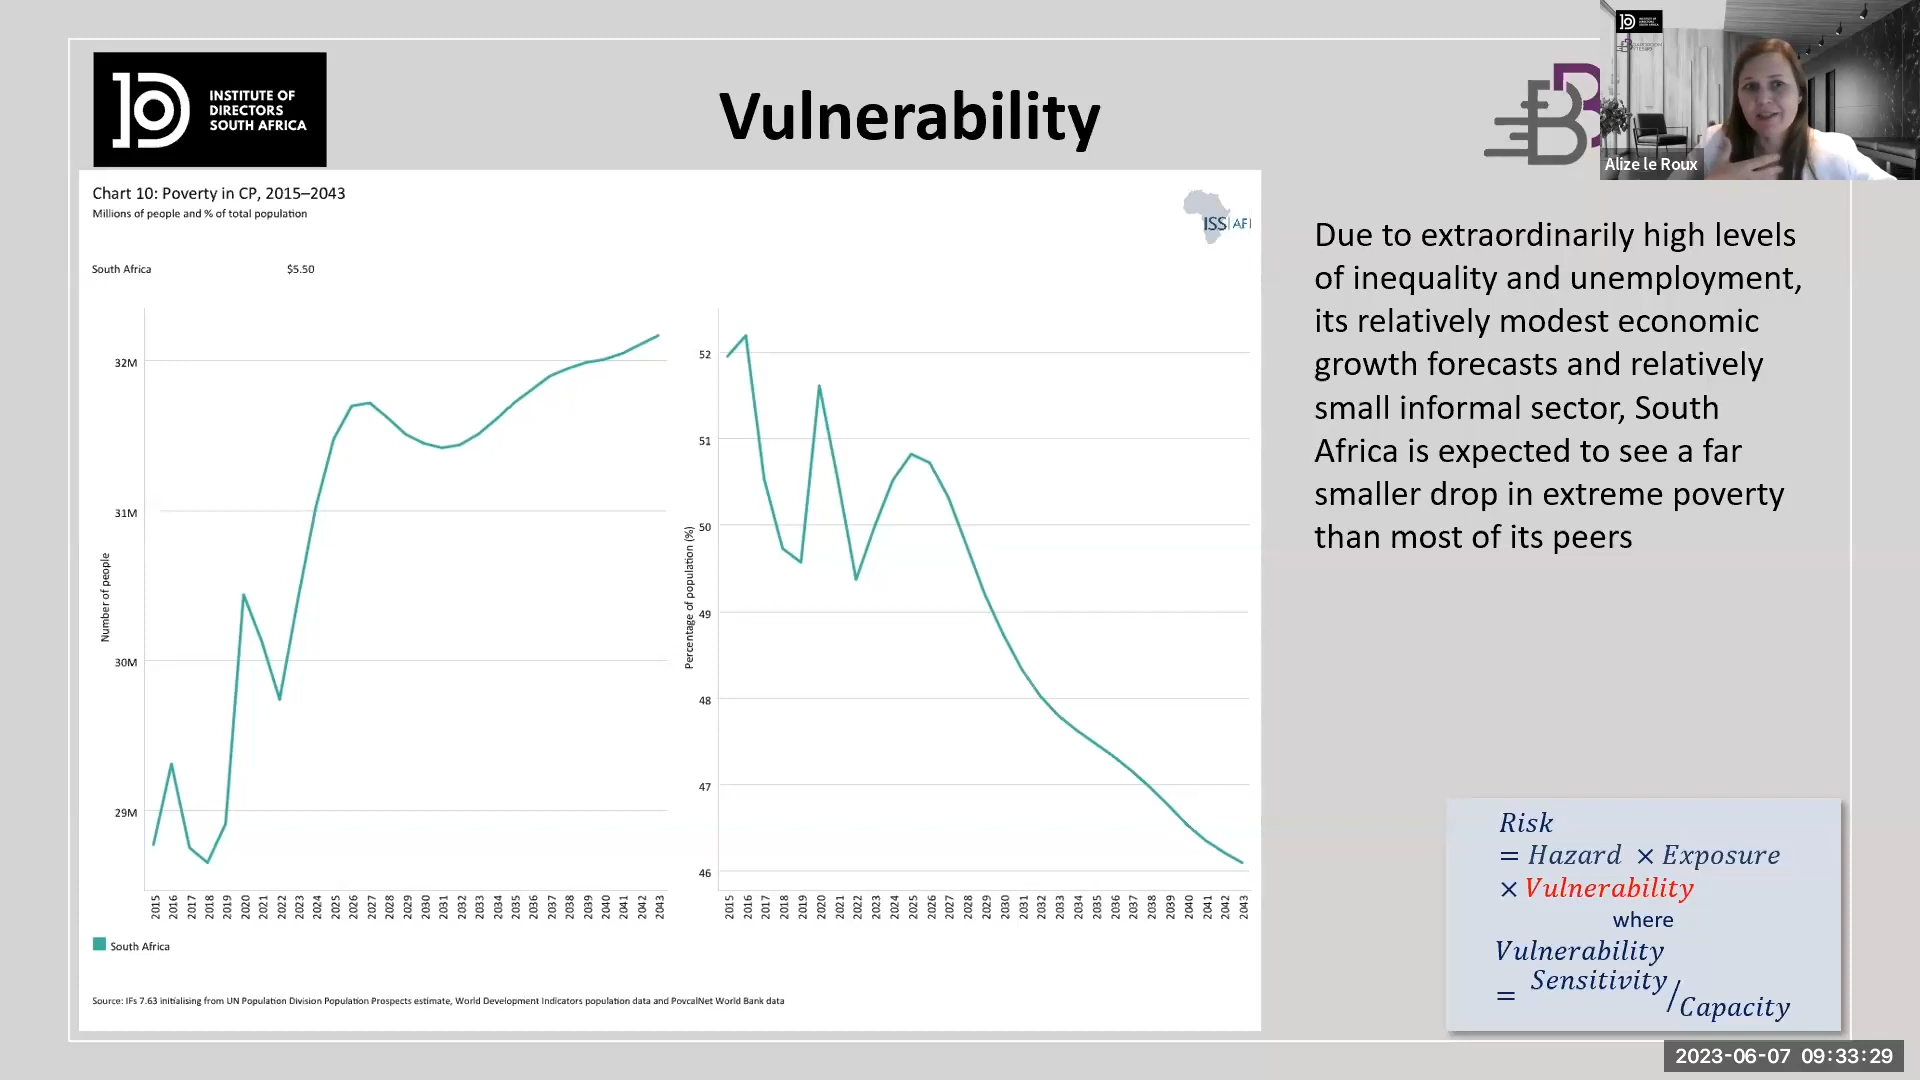 INSTITUTE OF
DIRECTORS
SOUTH AFRICA
Vulnerability
Alize le Roux
Chart 10: Poverty in CP, 2015–2043
Millions of people and % of total population
ISS AFI
South Africa $5.50
32M
31M
30M
29M
Number of people
2015 2016 2017 2018 2019 2020 2021 2022 2023 2024 2025 2026 2027 2028 2029 2030 2031 2032 2033 2034 2035 2036 2037 2038 2039 2040 2041 2042 2043
52
51
50
49
48
47
46
Percentage of population (%)
2015 2016 2017 2018 2019 2020 2021 2022 2023 2024 2025 2026 2027 2028 2029 2030 2031 2032 2033 2034 2035 2036 2037 2038 2039 2040 2041 2042 2043
South Africa
Source: IFs 7.63 initialising from UN Population Division Population Prospects estimate, World Development Indicators population data and PovcalNet World Bank data
Due to extraordinarily high levels
of inequality and unemployment,
its relatively modest economic
growth forecasts and relatively
small informal sector, South
Africa is expected to see a far
smaller drop in extreme poverty
than most of its peers
Risk
= Hazard × Exposure
× Vulnerability
where
Vulnerability
= Sensitivity/Capacity
2023-06-07 09:33:29